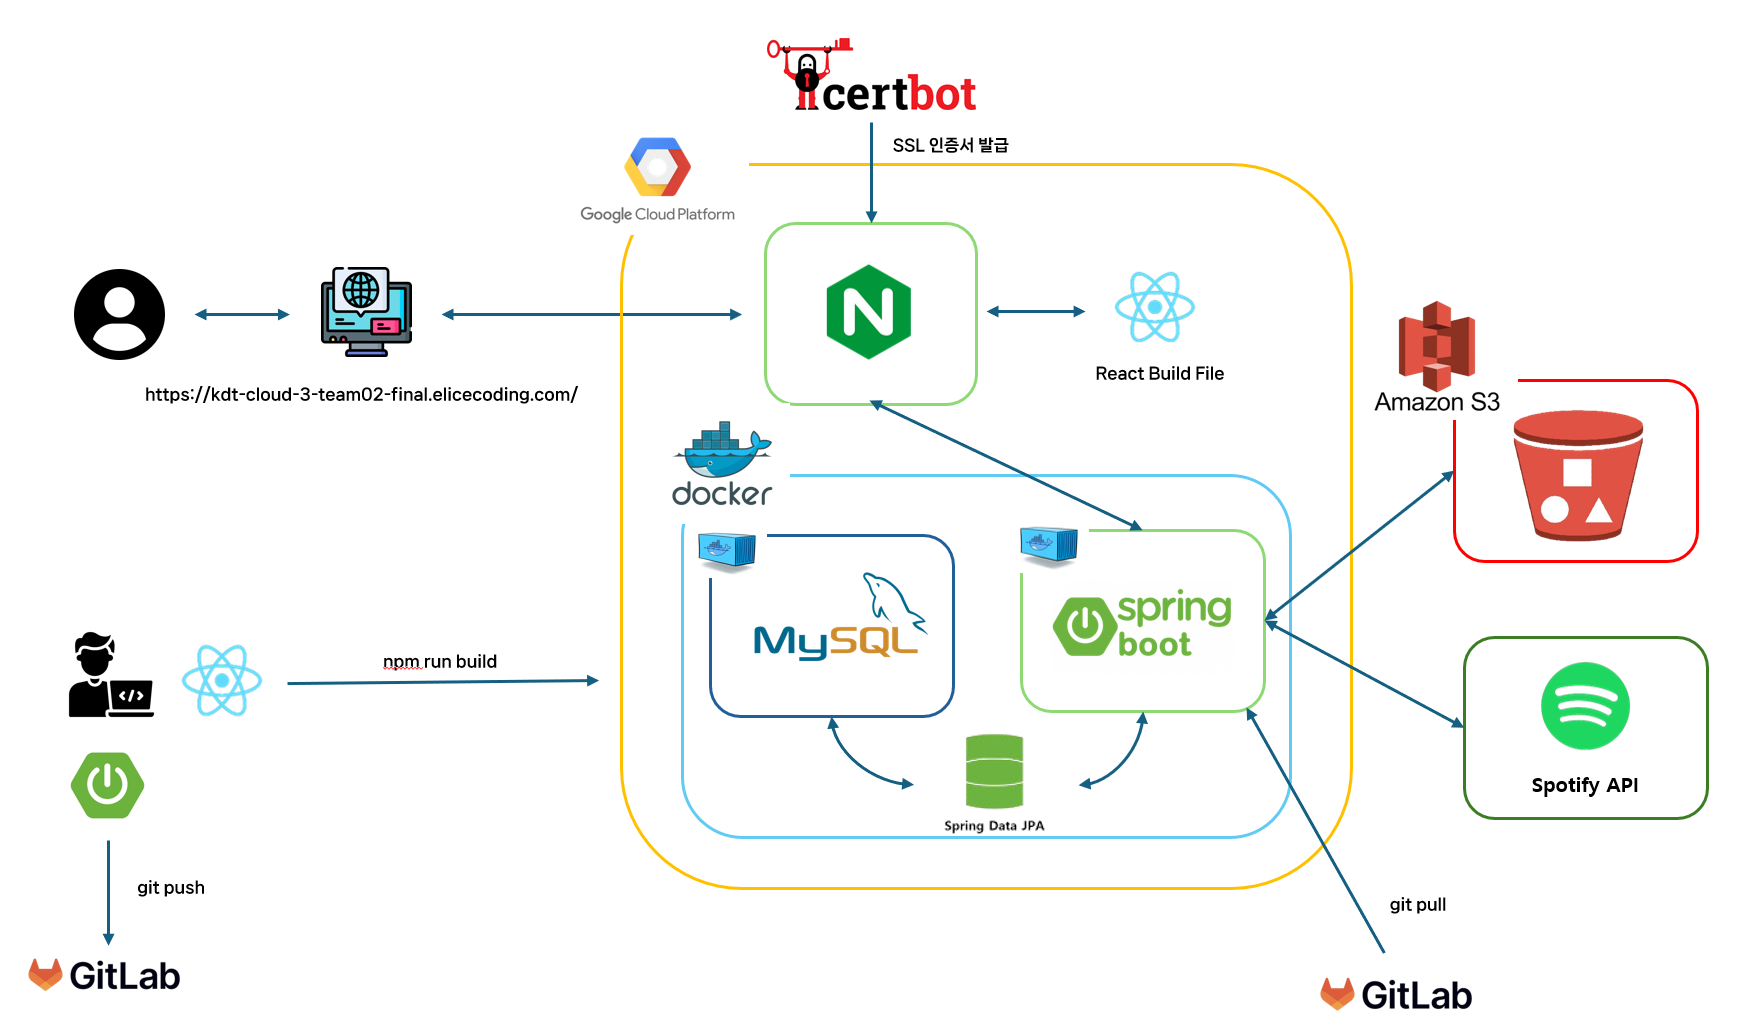 certbot
SSL 인증서 발급
Google Cloud Platform
https://kdt-cloud-3-team02-final.elicecoding.com/
React Build File
Amazon S3
docker
MySQL
spring
boot
npm run build
Spring Data JPA
Spotify API
git push
git pull
GitLab
GitLab